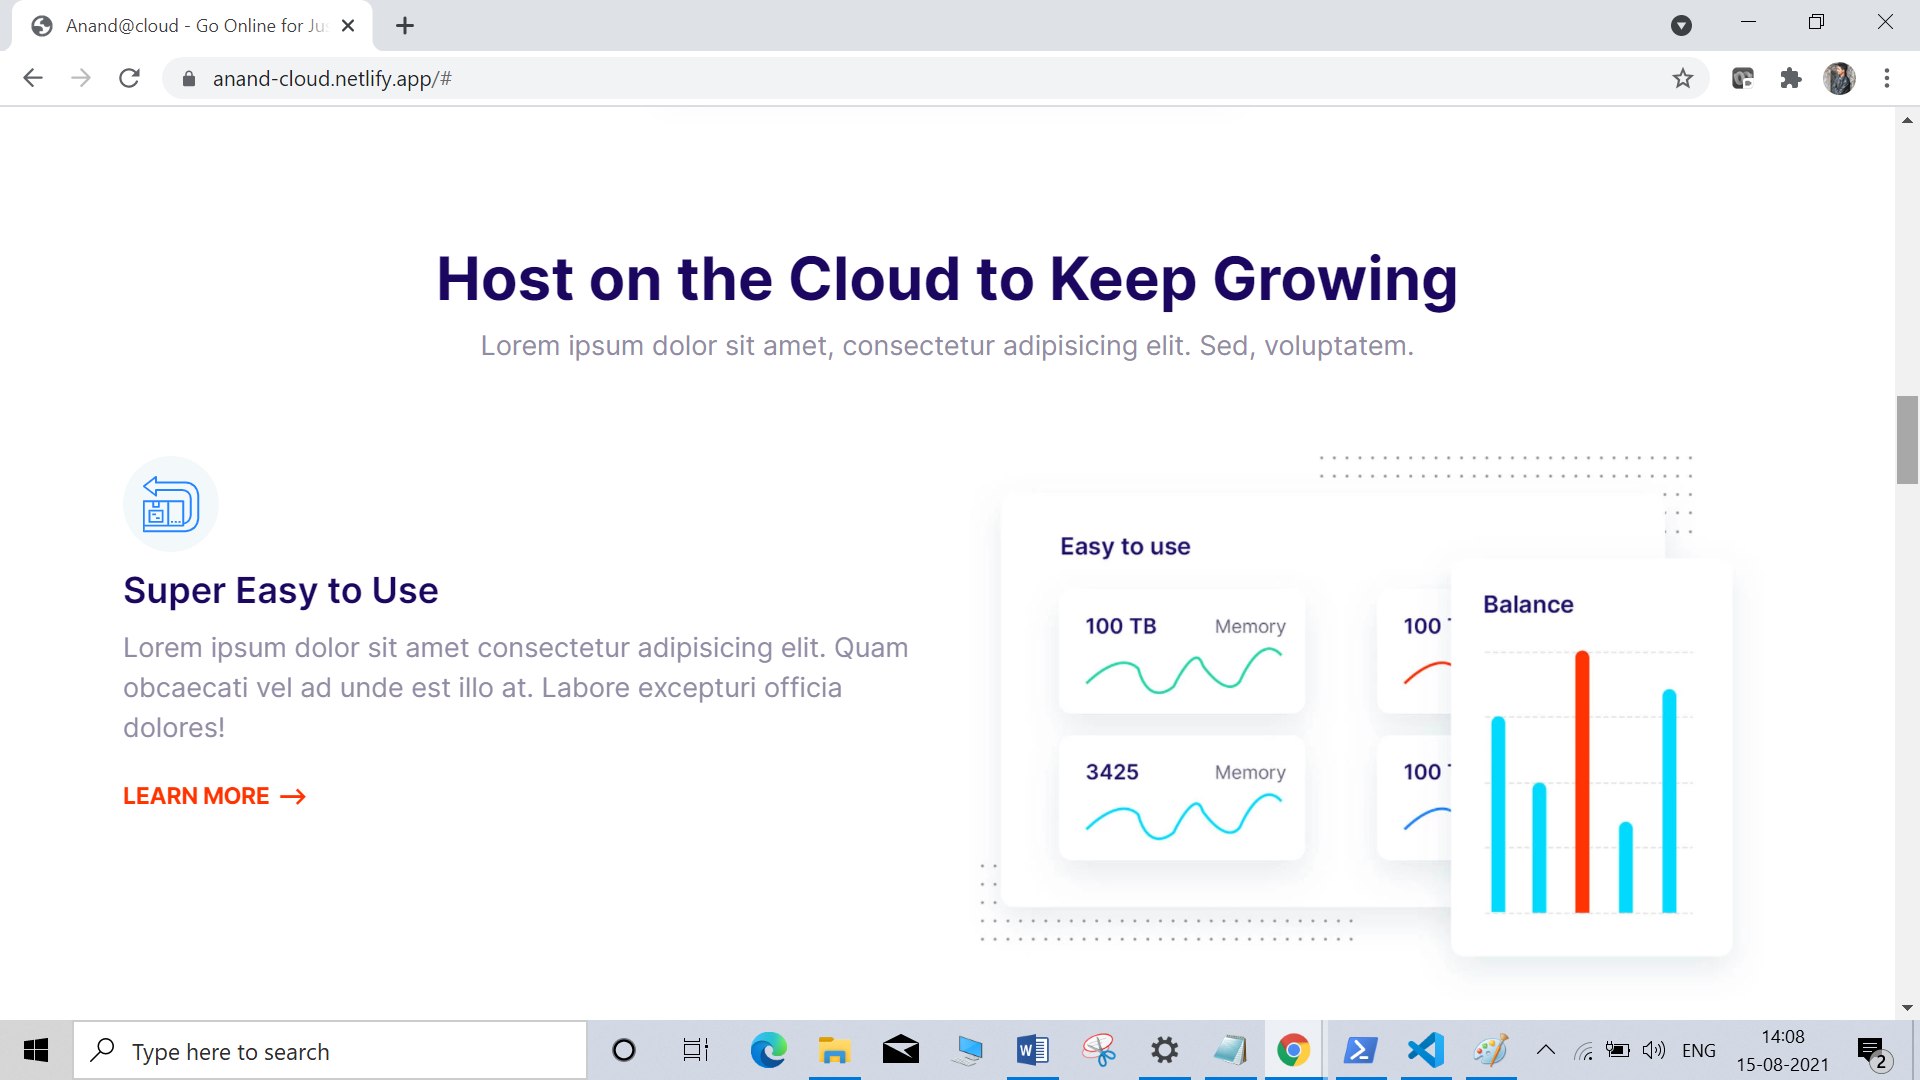 Anand@cloud - Go Online for Jus
anand-cloud.netlify.app/#
Host on the Cloud to Keep Growing
Lorem ipsum dolor sit amet, consectetur adipisicing elit. Sed, voluptatem.
Super Easy to Use
Lorem ipsum dolor sit amet consectetur adipisicing elit. Quam
obcaecati vel ad unde est illo at. Labore excepturi officia
dolores!
LEARN MORE
Easy to use
100 TB Memory
100
3425 Memory
100
Balance
Type here to search
ENG
14:08
15-08-2021
2